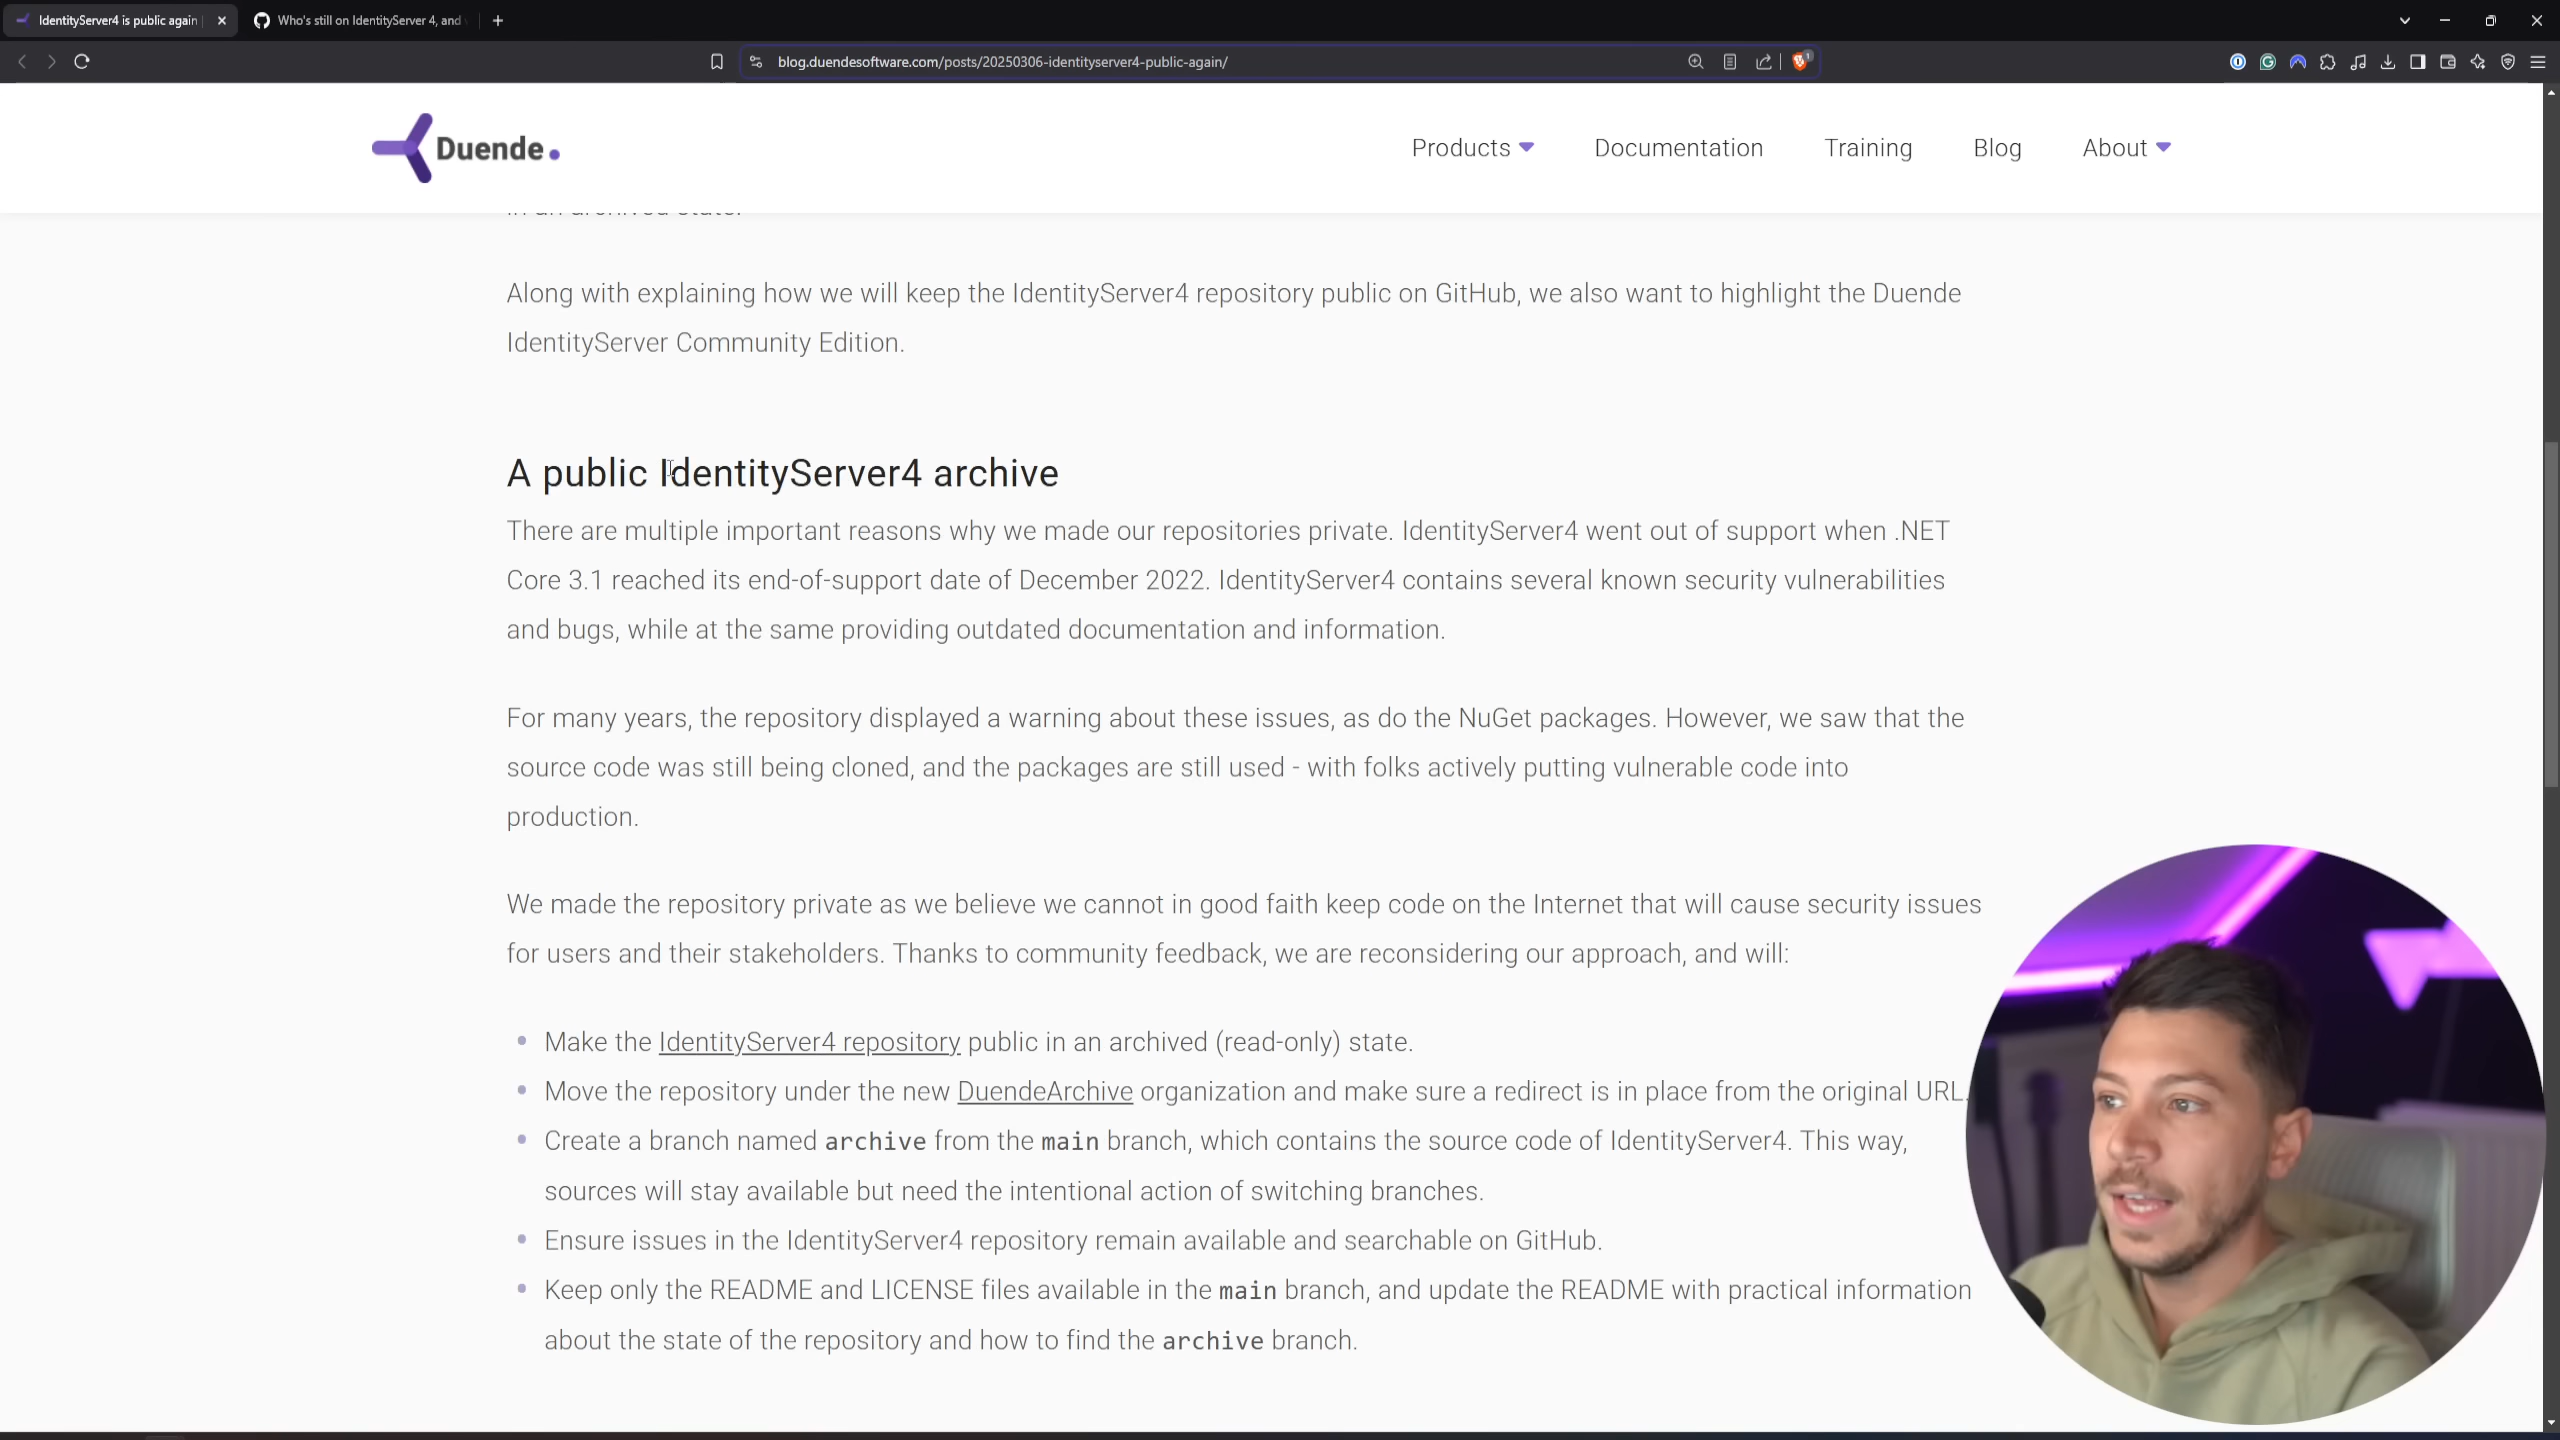 IdentityServer4 is public again
Who's still on IdentityServer 4, and
blog.duendesoftware.com/posts/20250306-identityserver4-public-again/
1
Duende.
Products
Documentation
Training
Blog
About
in an archived state.
Along with explaining how we will keep the IdentityServer4 repository public on GitHub, we also want to highlight the Duende
IdentityServer Community Edition.
A public IdentityServer4 archive
There are multiple important reasons why we made our repositories private. IdentityServer4 went out of support when .NET
Core 3.1 reached its end-of-support date of December 2022. IdentityServer4 contains several known security vulnerabilities
and bugs, while at the same providing outdated documentation and information.
For many years, the repository displayed a warning about these issues, as do the NuGet packages. However, we saw that the
source code was still being cloned, and the packages are still used - with folks actively putting vulnerable code into
production.
We made the repository private as we believe we cannot in good faith keep code on the Internet that will cause security issues
for users and their stakeholders. Thanks to community feedback, we are reconsidering our approach, and will:
• Make the IdentityServer4 repository public in an archived (read-only) state.
• Move the repository under the new DuendeArchive organization and make sure a redirect is in place from the original URL.
• Create a branch named archive from the main branch, which contains the source code of IdentityServer4. This way,
sources will stay available but need the intentional action of switching branches.
• Ensure issues in the IdentityServer4 repository remain available and searchable on GitHub.
• Keep only the README and LICENSE files available in the main branch, and update the README with practical information
about the state of the repository and how to find the archive branch.